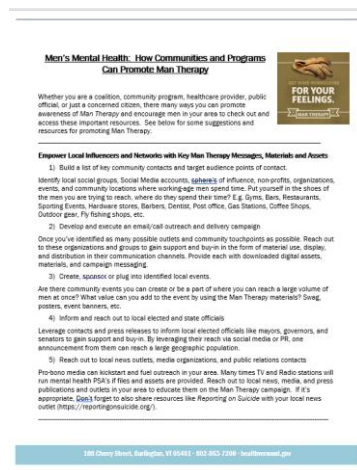 Men's Mental Health:  How Communities and Programs
Can Promote Man Therapy
FOR YOUR
FEELINGS.
MAN THERAPY
Whether you are a coalition, community program, healthcare provider, public
official, or just a concerned citizen, there many ways you can promote
awareness of Man Therapy and encourage men in your area to check out and
access these important resources.  See below for some suggestions and
resources for promoting Man Therapy.
Empower Local Influencers and Networks with Key Man Therapy Messages, Materials and Assets
1)  Build a list of key community contacts and target audience points of contact.
Identify local social groups, Social Media accounts, sphere's of influence, non-profits, organizations,
events, and community locations where working-age men spend time. Put yourself in the shoes of
the men you are trying to reach, where do they spend their time? E.g. Gyms, Bars, Restaurants,
Sporting Events, Hardware stores, Barbers, Dentist, Post office, Gas Stations, Coffee Shops,
Outdoor gear, Fly fishing shops, etc.
2)  Develop and execute an email/call outreach and delivery campaign
Once you've identified as many possible outlets and community touchpoints as possible. Reach out
to these organizations and groups to gain support and buy-in in the form of material use, display,
and distribution in their communication channels. Provide each with downloaded digital assets,
materials, and campaign messaging.
3)  Create, sponsor or plug into identified local events.
Are there community events you can create or be a part of where you can reach a large volume of
men at once? What value can you add to the event by using the Man Therapy materials? Swag,
posters, event banners, etc.
4)  Inform and reach out to local elected and state officials
Leverage contacts and press releases to inform local elected officials like mayors, governors, and
senators to gain support and buy-in. By leveraging their reach via social media or PR, one
announcement from them can reach a large geographic population.
5)  Reach out to local news outlets, media organizations, and public relations contacts
Pro-bono media can kickstart and fuel outreach in your area. Many times TV and Radio stations will
run mental health PSA's if files and assets are provided. Reach out to local news, media, and press
publications and outlets in your area to educate them on the Man Therapy campaign.  If it's
appropriate, Don't forget to also share resources like Reporting on Suicide with your local news
outlet (https://reportingonsuicide.org/).
108 Cherry Street, Burlington, VT 05401 · 802-863-7200 · healthvermont.gov